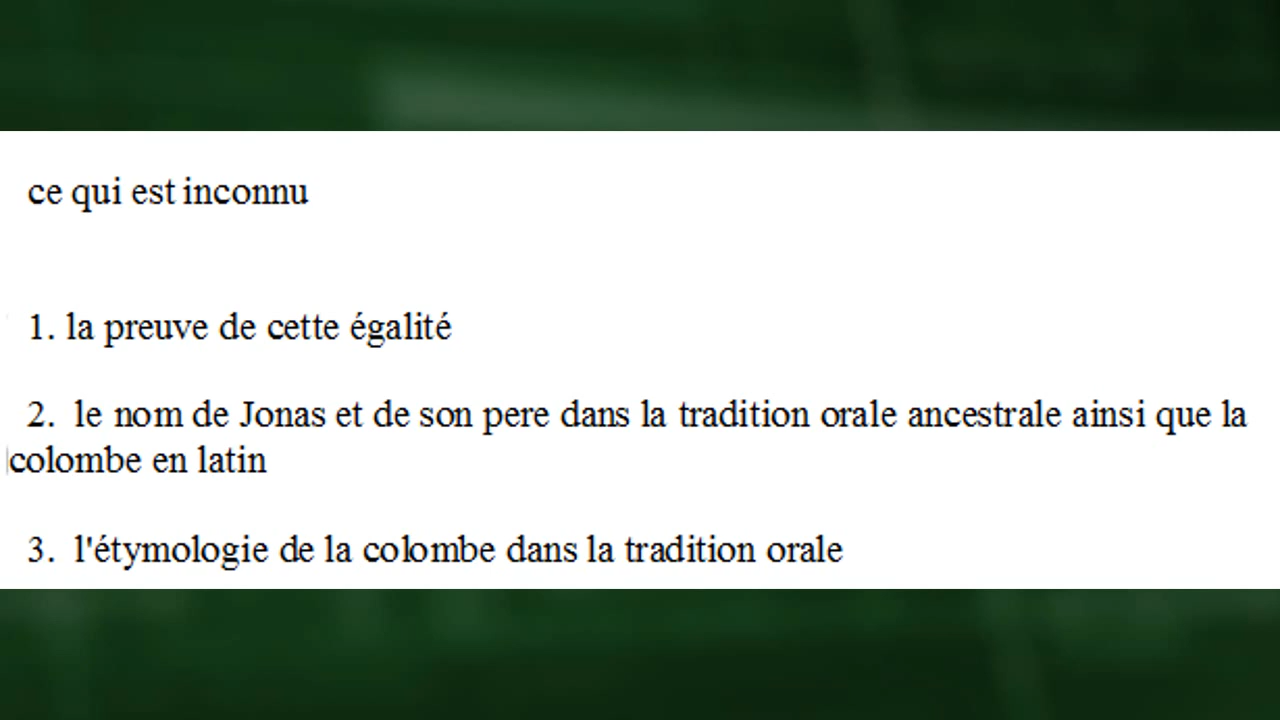 ce qui est inconnu
1. la preuve de cette égalité
2. le nom de Jonas et de son pere dans la tradition orale ancestrale ainsi que la
colombe en latin
3. l'étymologie de la colombe dans la tradition orale